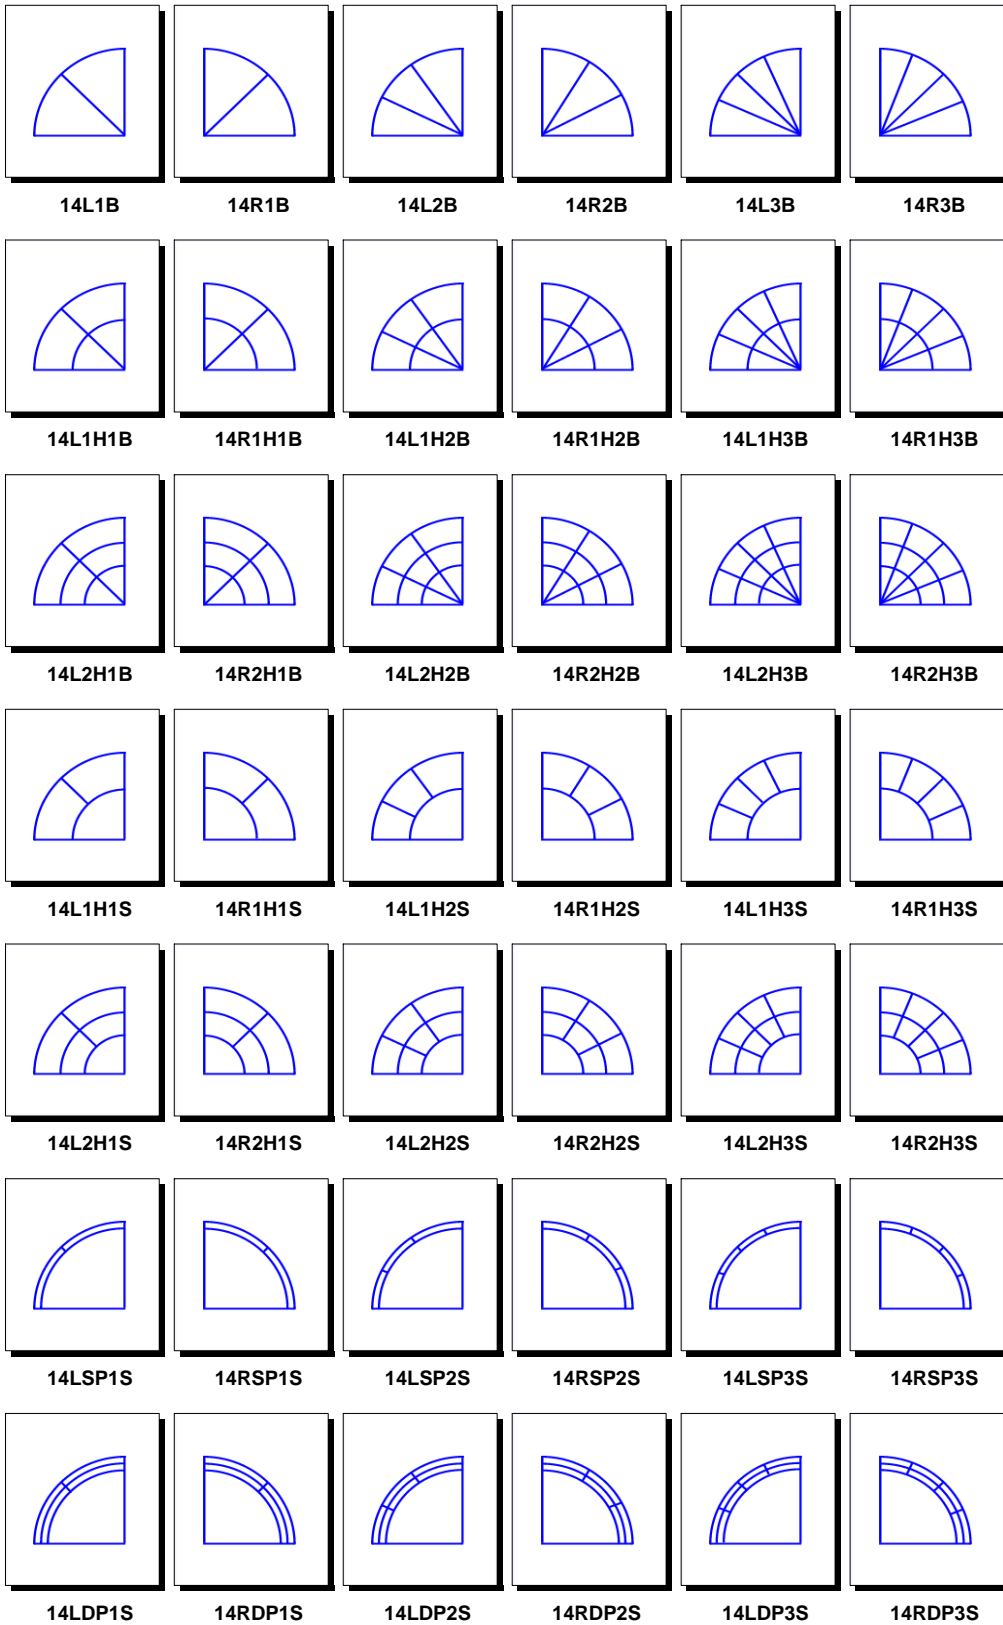 14L1B 14R1B 14L2B 14R2B 14L3B 14R3B
14L1H1B 14R1H1B 14L1H2B 14R1H2B 14L1H3B 14R1H3B
14L2H1B 14R2H1B 14L2H2B 14R2H2B 14L2H3B 14R2H3B
14L1H1S 14R1H1S 14L1H2S 14R1H2S 14L1H3S 14R1H3S
14L2H1S 14R2H1S 14L2H2S 14R2H2S 14L2H3S 14R2H3S
14LSP1S 14RSP1S 14LSP2S 14RSP2S 14LSP3S 14RSP3S
14LDP1S 14RDP1S 14LDP2S 14RDP2S 14LDP3S 14RDP3S